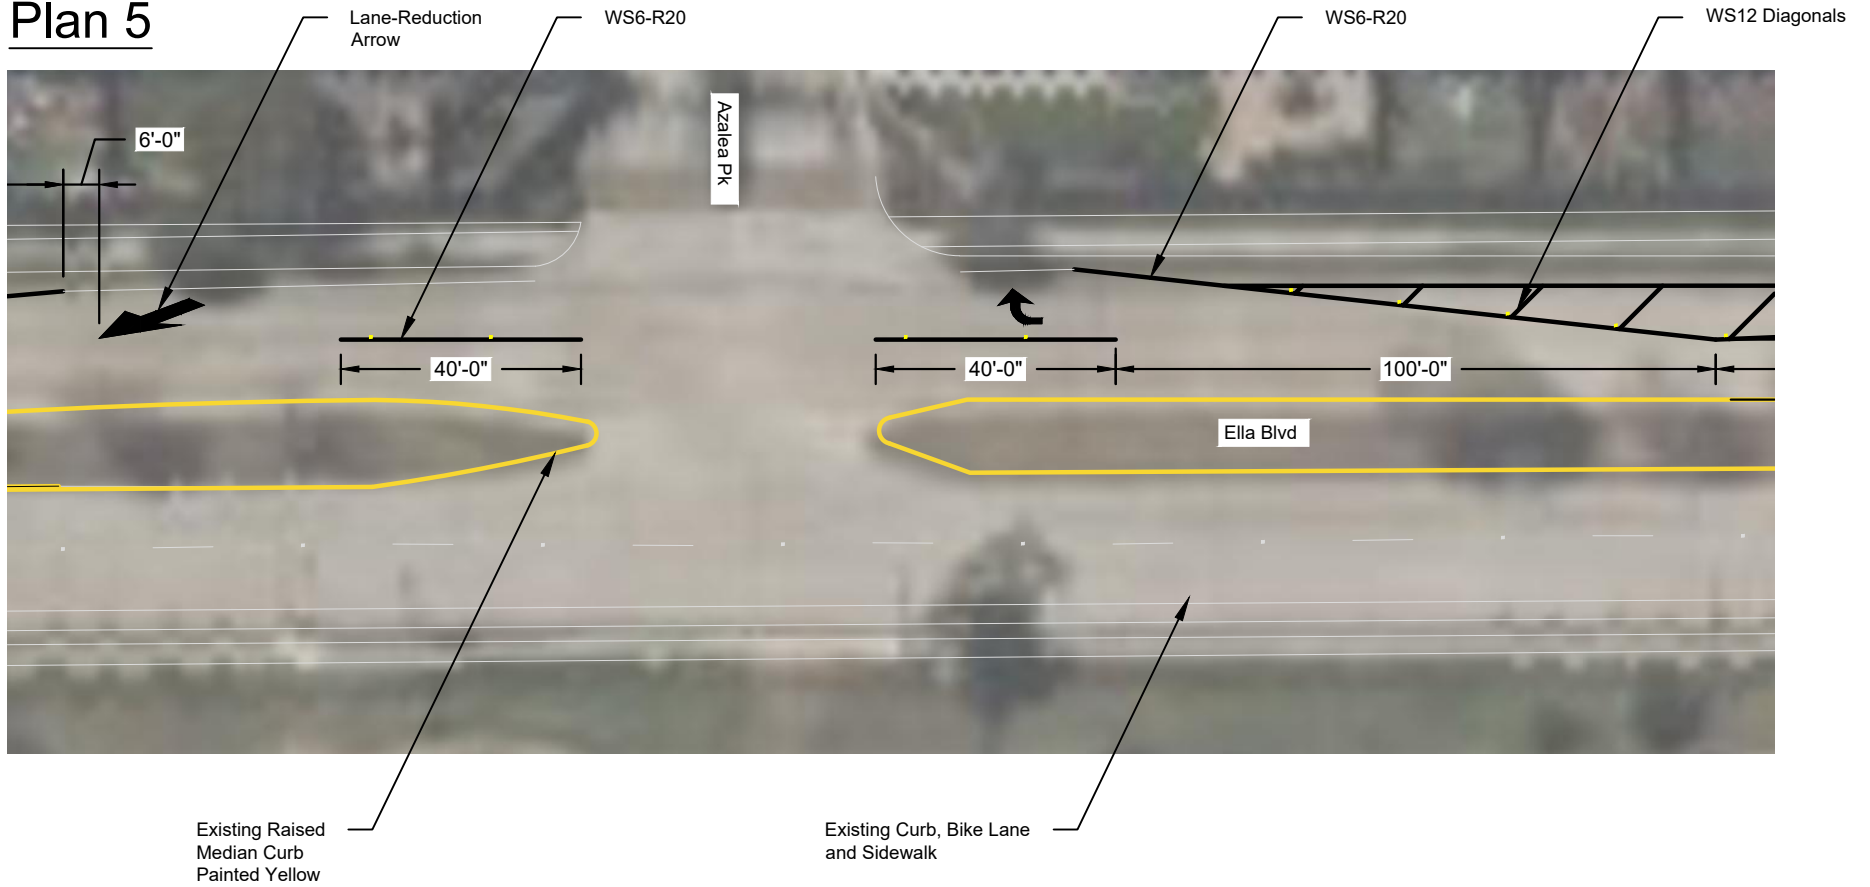 Plan 5
Lane-Reduction
Arrow
WS6-R20
WS6-R20
WS12 Diagonals
6'-0"
Azalea Pk
40'-0"
40'-0"
100'-0"
Ella Blvd
Existing Raised
Median Curb
Painted Yellow
Existing Curb, Bike Lane
and Sidewalk